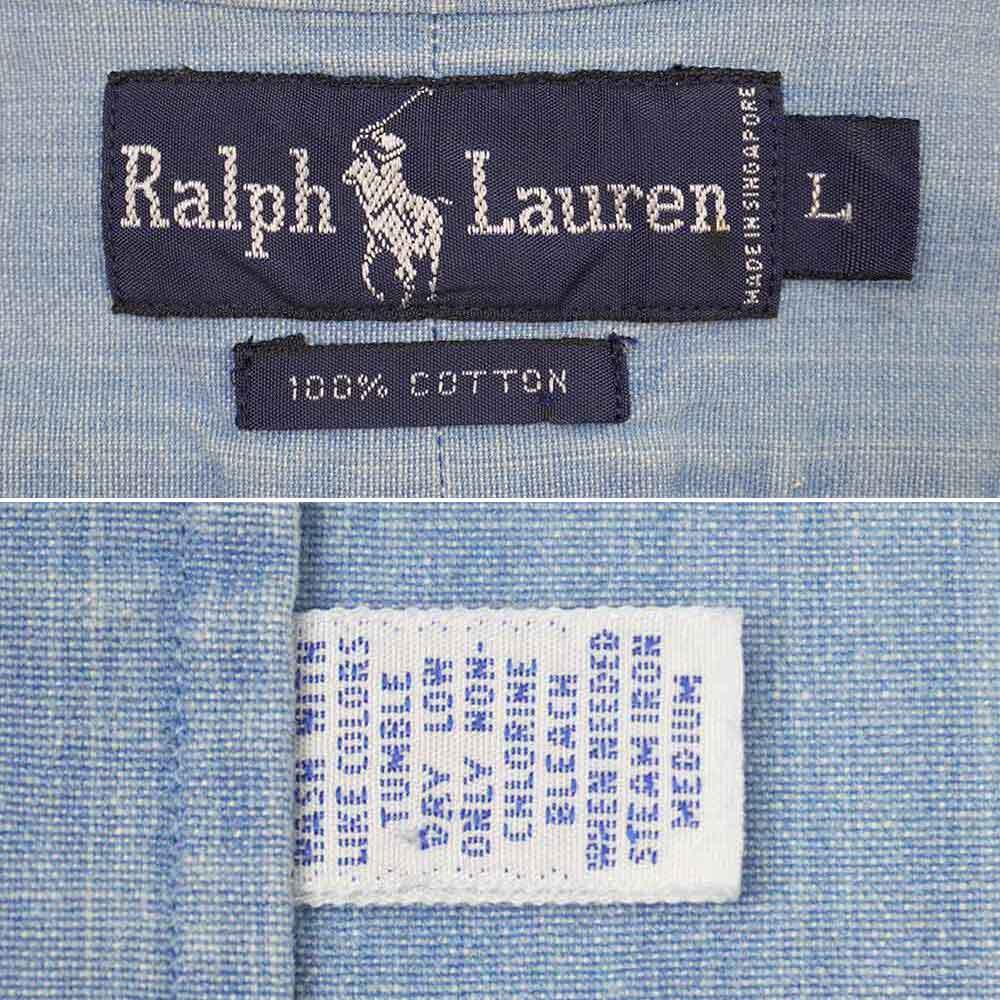 Ralph Lauren
MADE IN SINGAPORE
L
100% COTTON
WASH WITH
LIKE COLORS
TUMBLE
DRY LOW
ONLY NON-
CHLORINE
BLEACH
WHEN NEEDED
STEAM IRON
MEDIUM